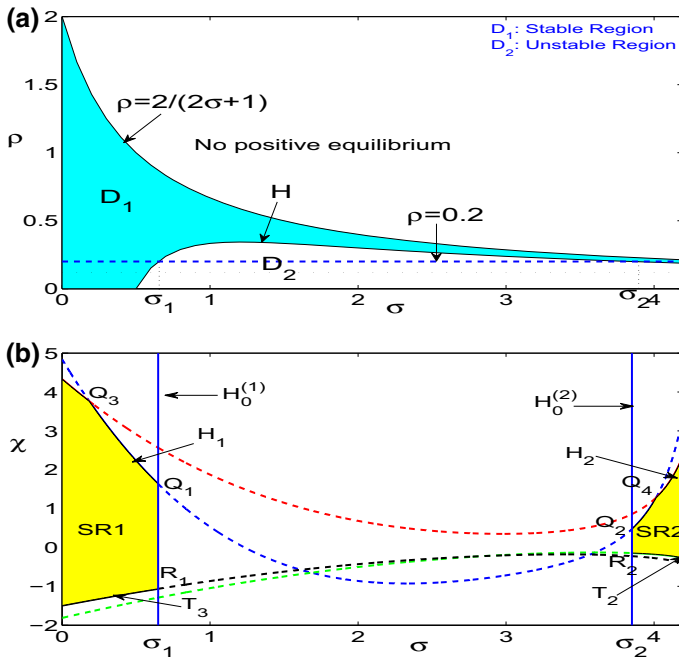 (a)
D₁: Stable Region
D₂: Unstable Region
2
1.5
1
0.5
0
ρ
ρ=2/(2σ+1)
No positive equilibrium
D₁
H
ρ=0.2
D₂
0
σ₁
1
2
σ
3
σ₂
4
(b)
5
4
3
2
1
0
−1
−2
χ
Q₃
H₁
H₀⁽¹⁾
H₀⁽²⁾
H₂
Q₁
Q₄
Q₂
SR1
SR2
R₁
R₂
T₃
T₂
0
σ₁
1
2
σ
3
σ₂
4